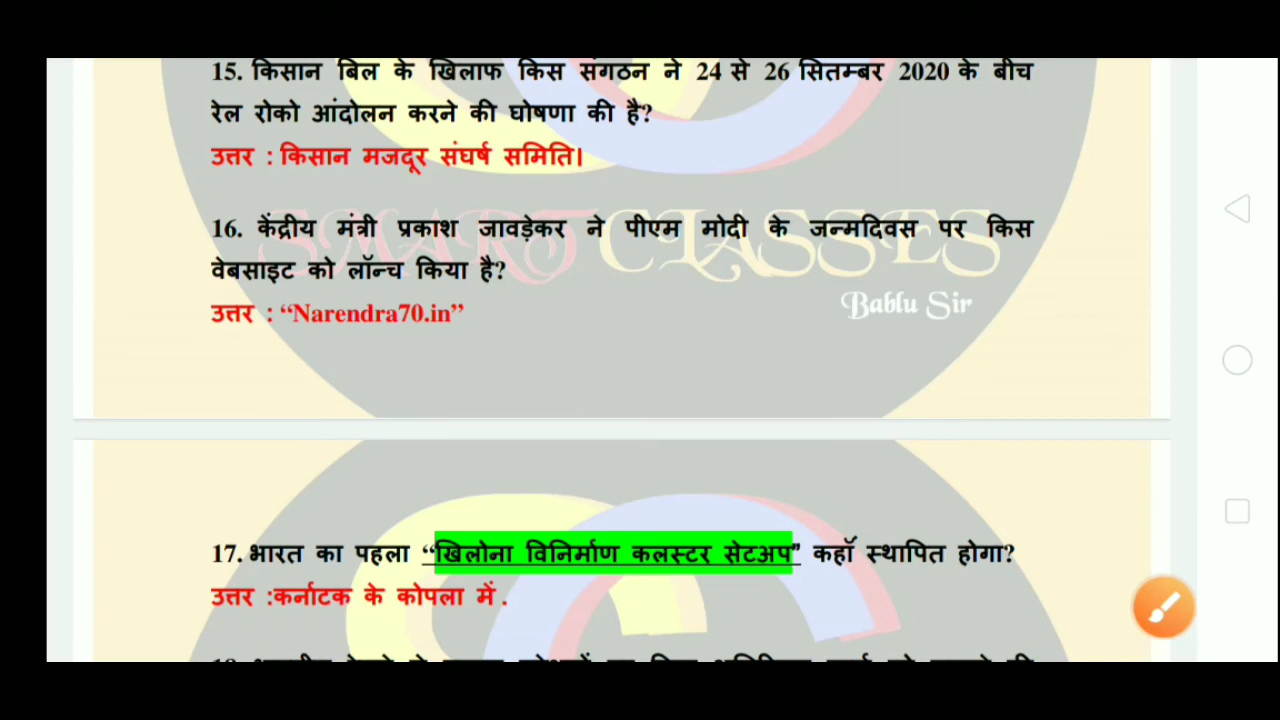 15. किसान बिल के खिलाफ किस संगठन ने 24 से 26 सितम्बर 2020 के बीच
रेल रोको आंदोलन करने की घोषणा की है?
उत्तर : किसान मजदूर संघर्ष समिति।
SMART CLASSES
16. केंद्रीय मंत्री प्रकाश जावड़ेकर ने पीएम मोदी के जन्मदिवस पर किस
वेबसाइट को लॉन्च किया है?
Bablu Sir
उत्तर : “Narendra70.in”
17. भारत का पहला “खिलोना विनिर्माण कलस्टर सेटअप” कहाॅ स्थापित होगा?
उत्तर :कर्नाटक के कोपला में .